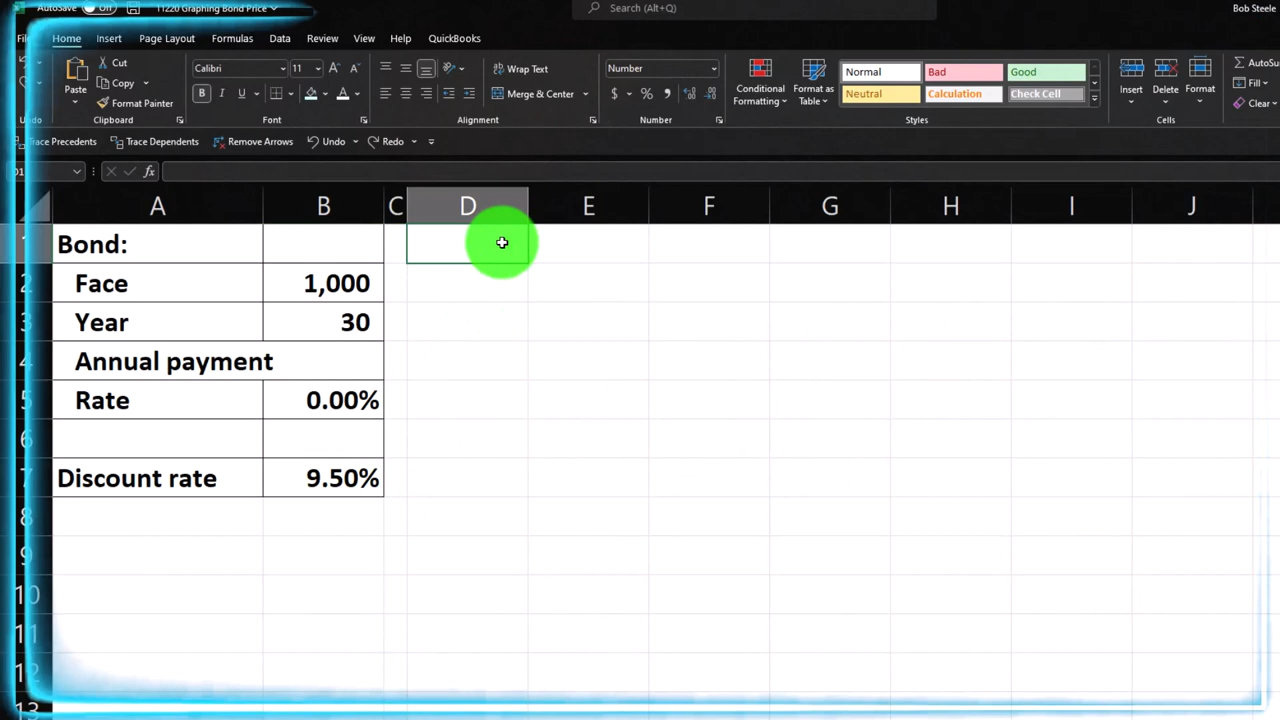 AutoSave Off 11220 Graphing Bond Price Search (Alt+Q) Bob Steele
Home Insert Page Layout Formulas Data Review View Help QuickBooks
Cut
Copy
Format Painter
Paste
Calibri 11
B I U
Wrap Text
Merge & Center
Number
$ %
Conditional Formatting
Format as Table
Normal Bad Good
Neutral Calculation Check Cell
Insert Delete Format
Fill
Clear
Undo Clipboard Font Alignment Number Styles Cells
Trace Precedents Trace Dependents Remove Arrows Undo Redo
fx
A B C D E F G H I J
1 Bond:
2 Face 1,000
3 Year 30
4 Annual payment
5 Rate 0.00%
6
7 Discount rate 9.50%
8
9
10
11
12
13